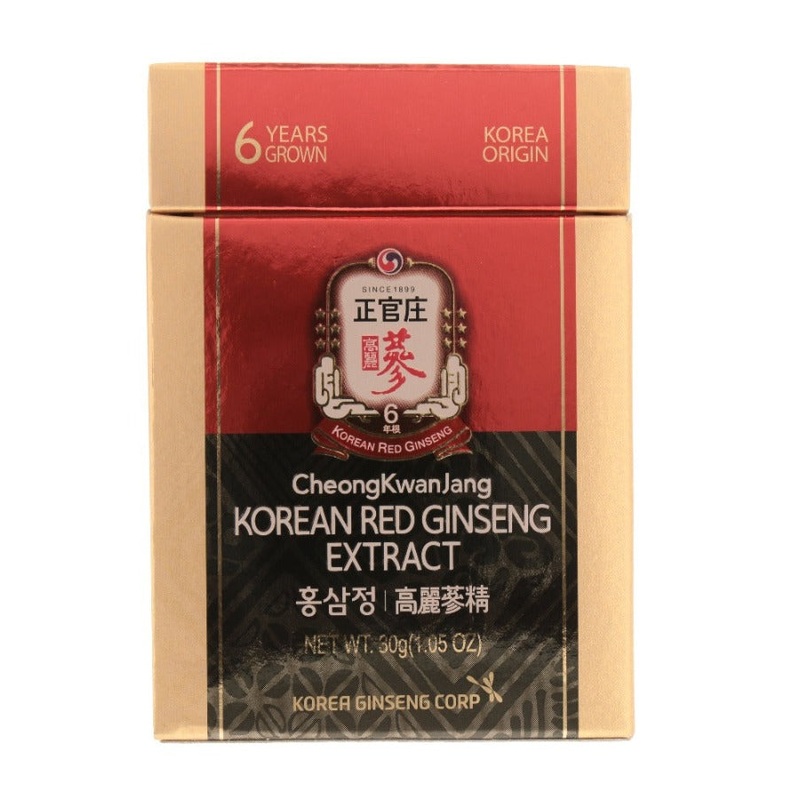 6 YEARS GROWN
KOREA ORIGIN
SINCE 1899
正官庄
高麗
蔘
6
年根
KOREAN RED GINSENG
CheongKwanJang
KOREAN RED GINSENG
EXTRACT
홍삼정 | 高麗蔘精
NET WT. 30g(1.05 OZ)
KOREA GINSENG CORP